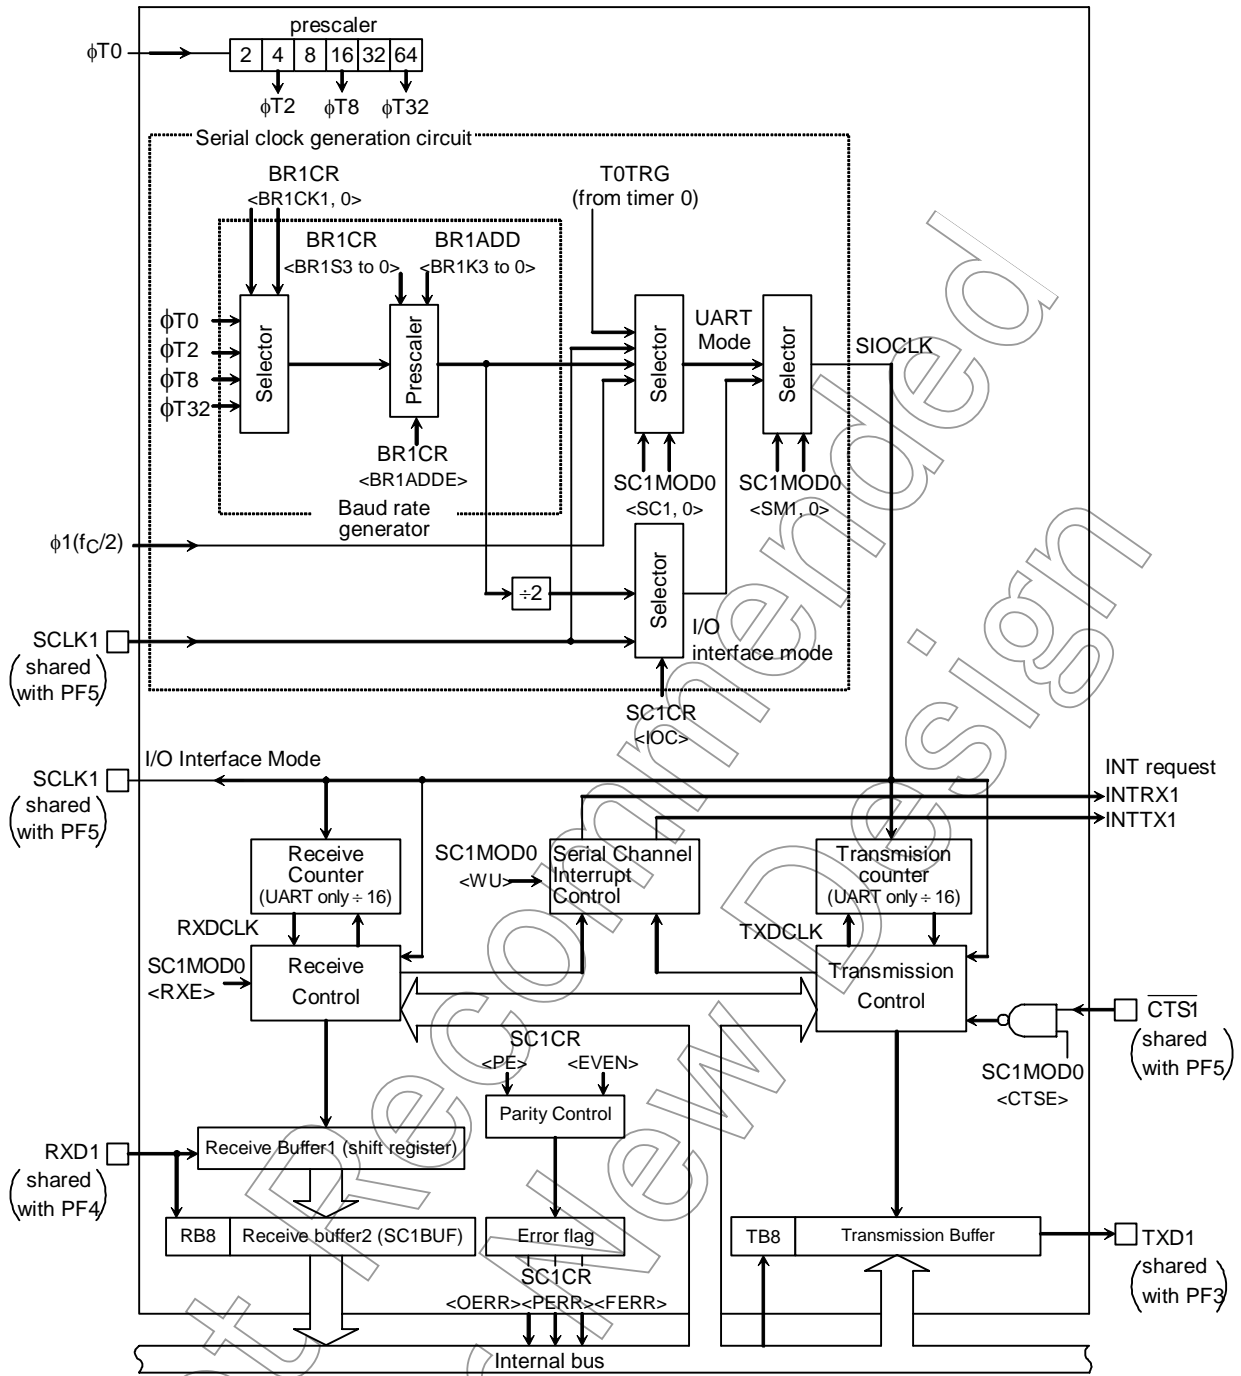 prescaler
ϕT0
2 4 8 16 32 64
ϕT2 ϕT8 ϕT32
Serial clock generation circuit
BR1CR
<BR1CK1, 0>
T0TRG
(from timer 0)
BR1CR
<BR1S3 to 0>
BR1ADD
<BR1K3 to 0>
ϕT0
ϕT2
ϕT8
ϕT32
Selector
Prescaler
Selector
UART
Mode
Selector
SIOCLK
BR1CR
<BR1ADDE>
SC1MOD0
<SC1, 0>
SC1MOD0
<SM1, 0>
Baud rate
generator
ϕ1(fC/2)
÷2
Selector
I/O
interface mode
SCLK1
(shared
with PF5)
SC1CR
<IOC>
I/O Interface Mode
SCLK1
(shared
with PF5)
INT request
INTRX1
INTTX1
Receive
Counter
(UART only ÷ 16)
SC1MOD0
<WU>
Serial Channel
Interrupt
Control
Transmision
counter
(UART only ÷ 16)
RXDCLK
TXDCLK
SC1MOD0
<RXE>
Receive
Control
Transmission
Control
CTS1
(shared
with PF5)
SC1MOD0
<CTSE>
SC1CR
<PE> <EVEN>
Parity Control
RXD1
(shared
with PF4)
Receive Buffer1 (shift register)
RB8 Receive buffer2 (SC1BUF)
Error flag
TB8 Transmission Buffer
TXD1
(shared
with PF3)
SC1CR
<OERR><PERR><FERR>
Internal bus
Not Recommended
for New Design